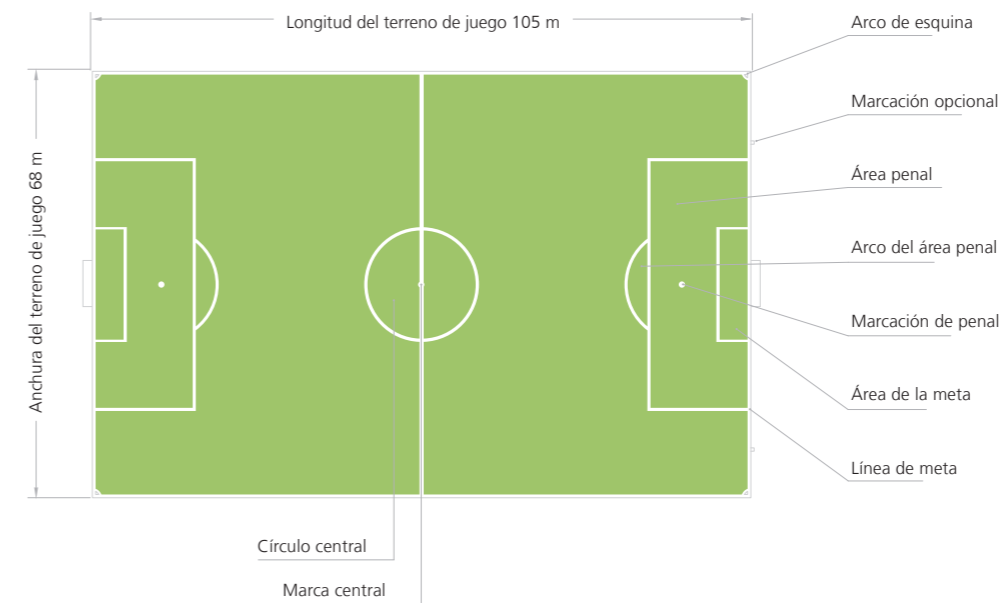 Longitud del terreno de juego 105 m
Anchura del terreno de juego 68 m
Arco de esquina
Marcación opcional
Área penal
Arco del área penal
Marcación de penal
Área de la meta
Línea de meta
Círculo central
Marca central